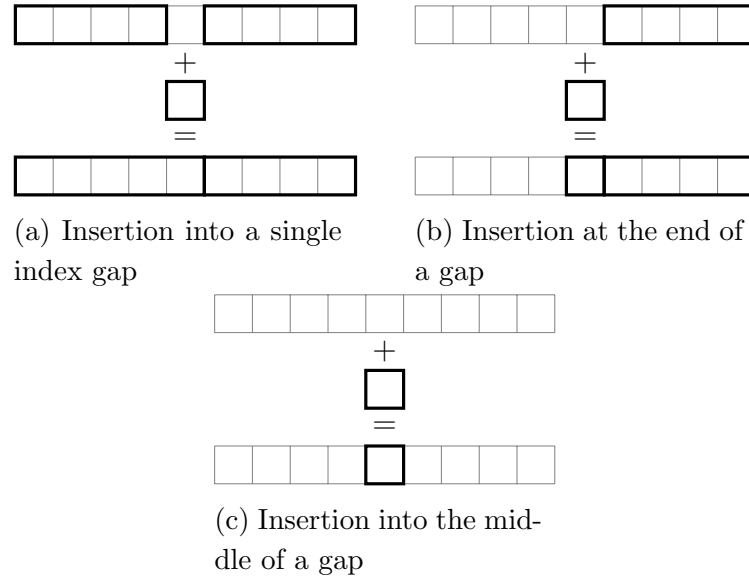 +
=
(a) Insertion into a single
index gap
+
=
(b) Insertion at the end of
a gap
+
=
(c) Insertion into the mid-
dle of a gap